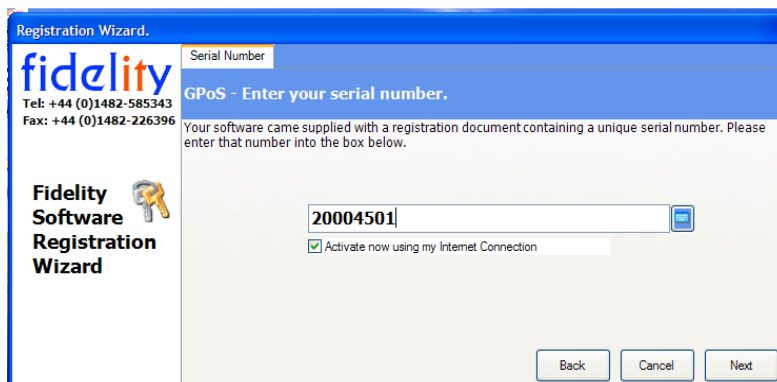 Registration Wizard.
fidelity
Tel: +44 (0)1482-585343
Fax: +44 (0)1482-226396
Fidelity
Software
Registration
Wizard
Serial Number
GPoS - Enter your serial number.
Your software came supplied with a registration document containing a unique serial number. Please
enter that number into the box below.
20004501
Activate now using my Internet Connection
Back
Cancel
Next